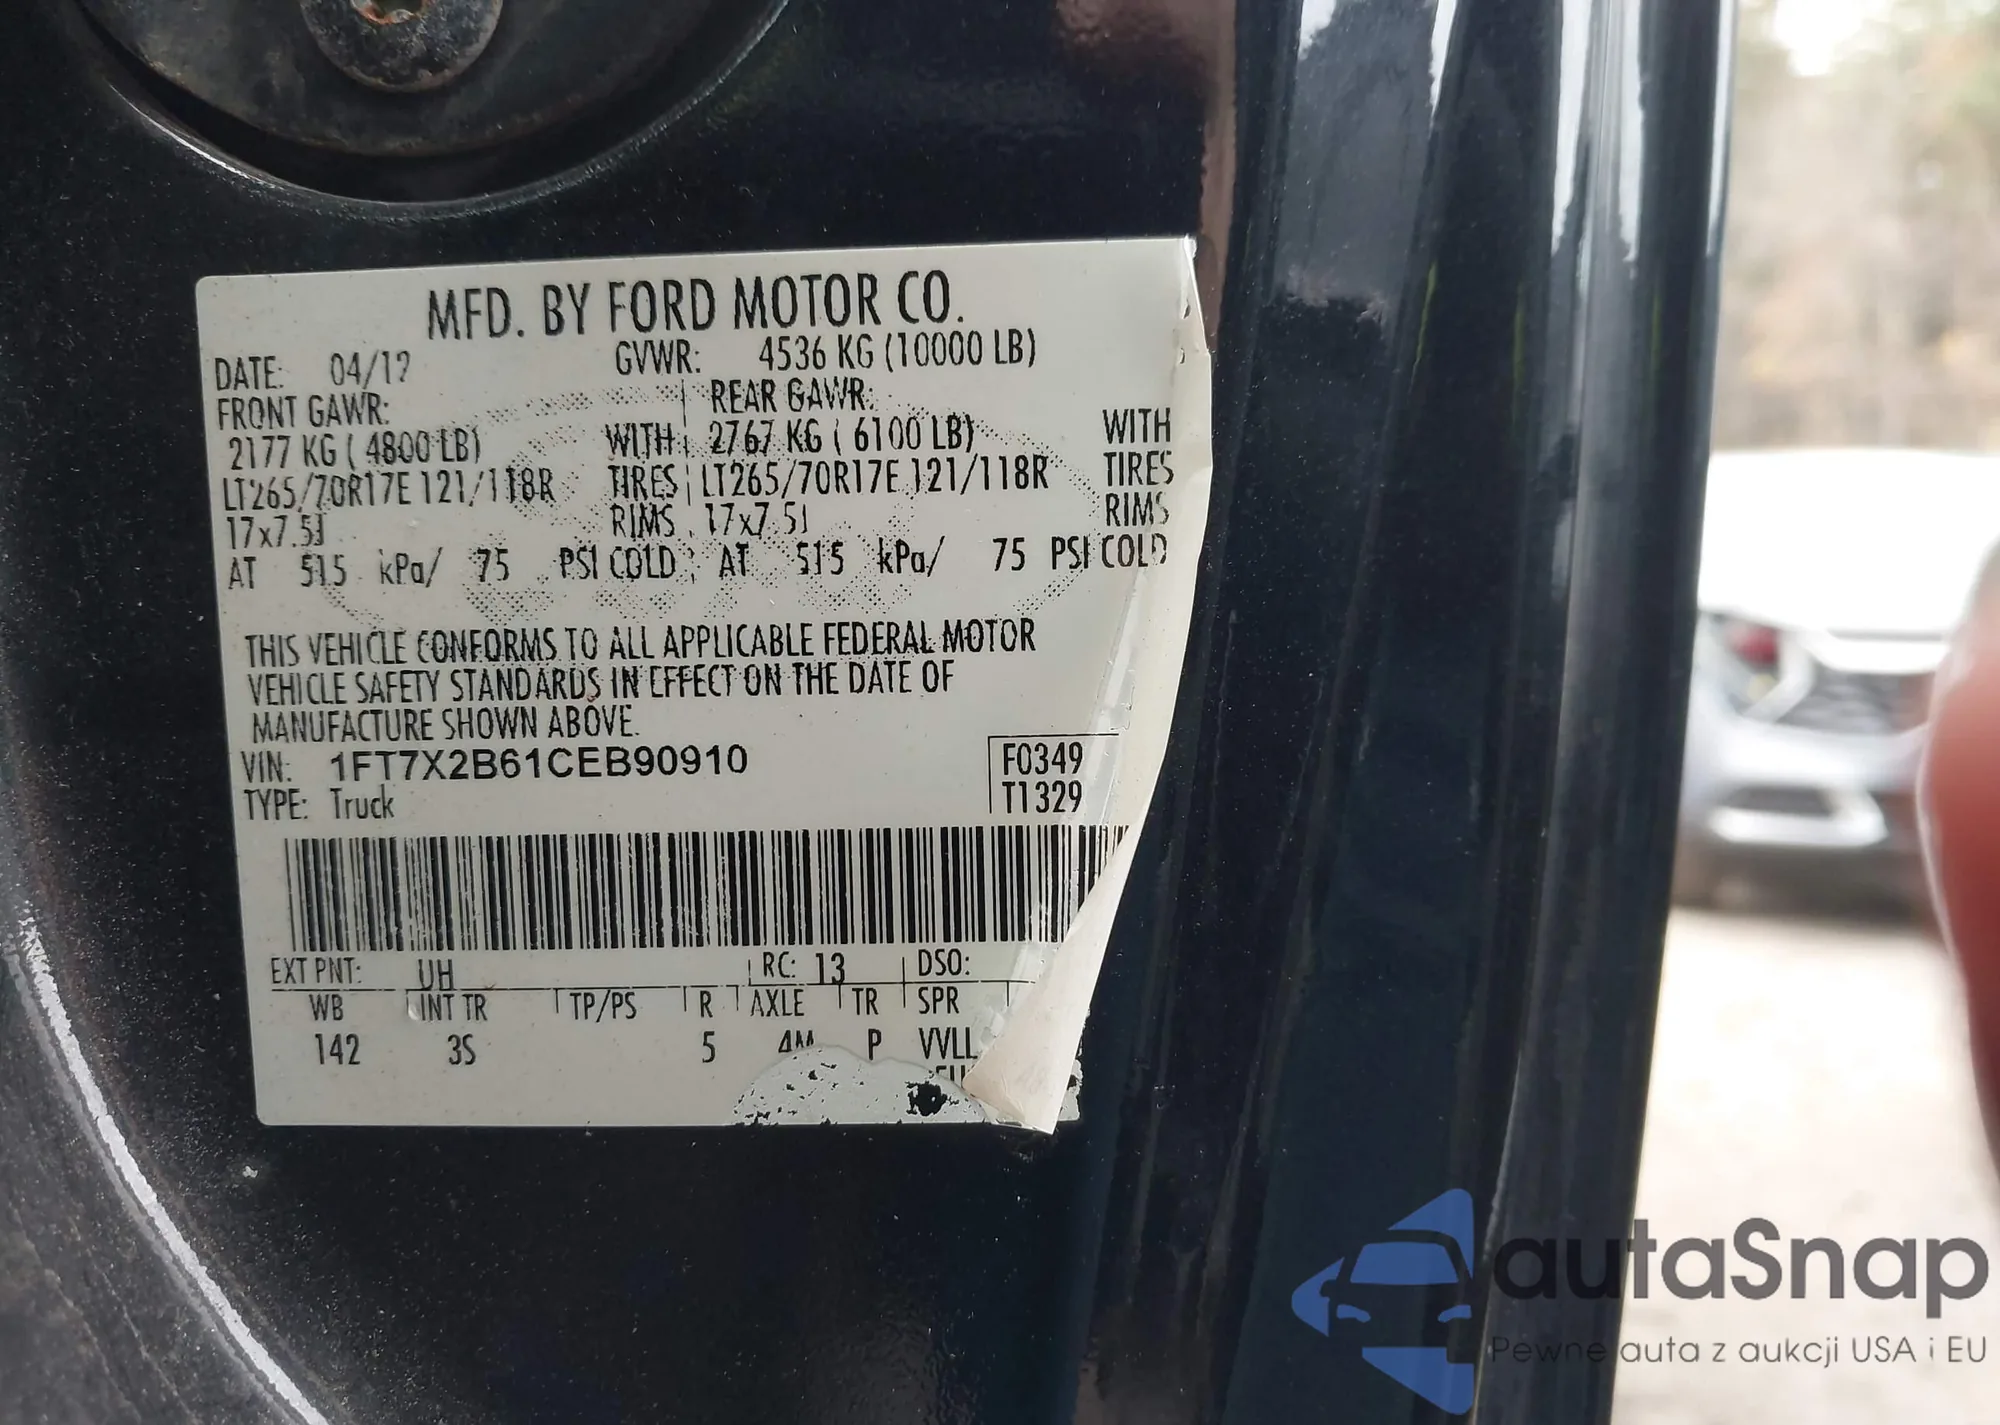 MFD. BY FORD MOTOR CO.
DATE: 04/12 GVWR: 4536 KG (10000 LB)
FRONT GAWR: REAR GAWR:
2177 KG ( 4800 LB) WITH 2767 KG ( 6100 LB) WITH
LT265/70R17E 121/118R TIRES LT265/70R17E 121/118R TIRES
17x7.5J RIMS 17x7.5J RIMS
AT 515 kPa/ 75 PSI COLD AT 515 kPa/ 75 PSI COLD
THIS VEHICLE CONFORMS TO ALL APPLICABLE FEDERAL MOTOR
VEHICLE SAFETY STANDARDS IN EFFECT ON THE DATE OF
MANUFACTURE SHOWN ABOVE.
VIN: 1FT7X2B61CEB90910 F0349
TYPE: Truck T1329
EXT PNT: UH RC: 13 DSO:
WB INT TR TP/PS R AXLE TR SPR
142 3S 5 4M P VVLL
autaSnap
Pewne auta z aukcji USA i EU